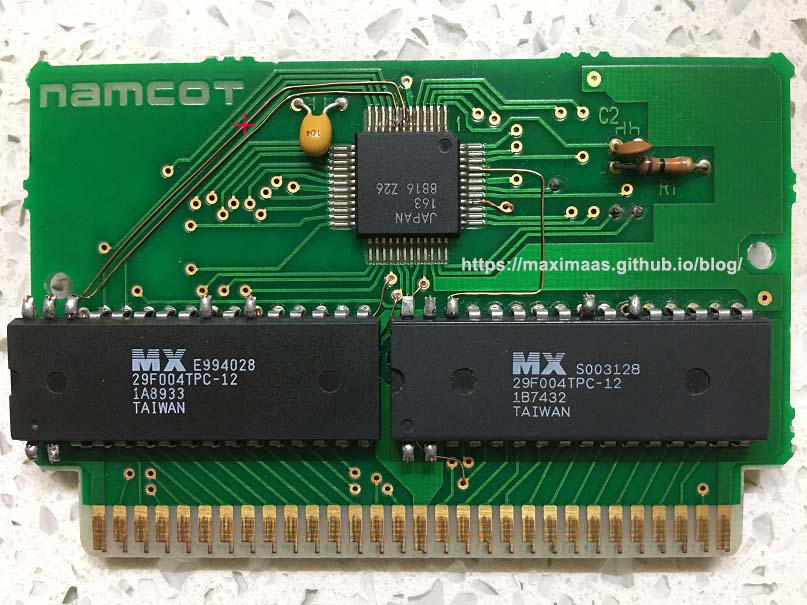 namcot
104
1
C2
R1
JAPAN
163
8816 Z26
https://maximaas.github.io/blog/
MX E994028
29F004TPC-12
1A8933
TAIWAN
MX S003128
29F004TPC-12
1B7432
TAIWAN